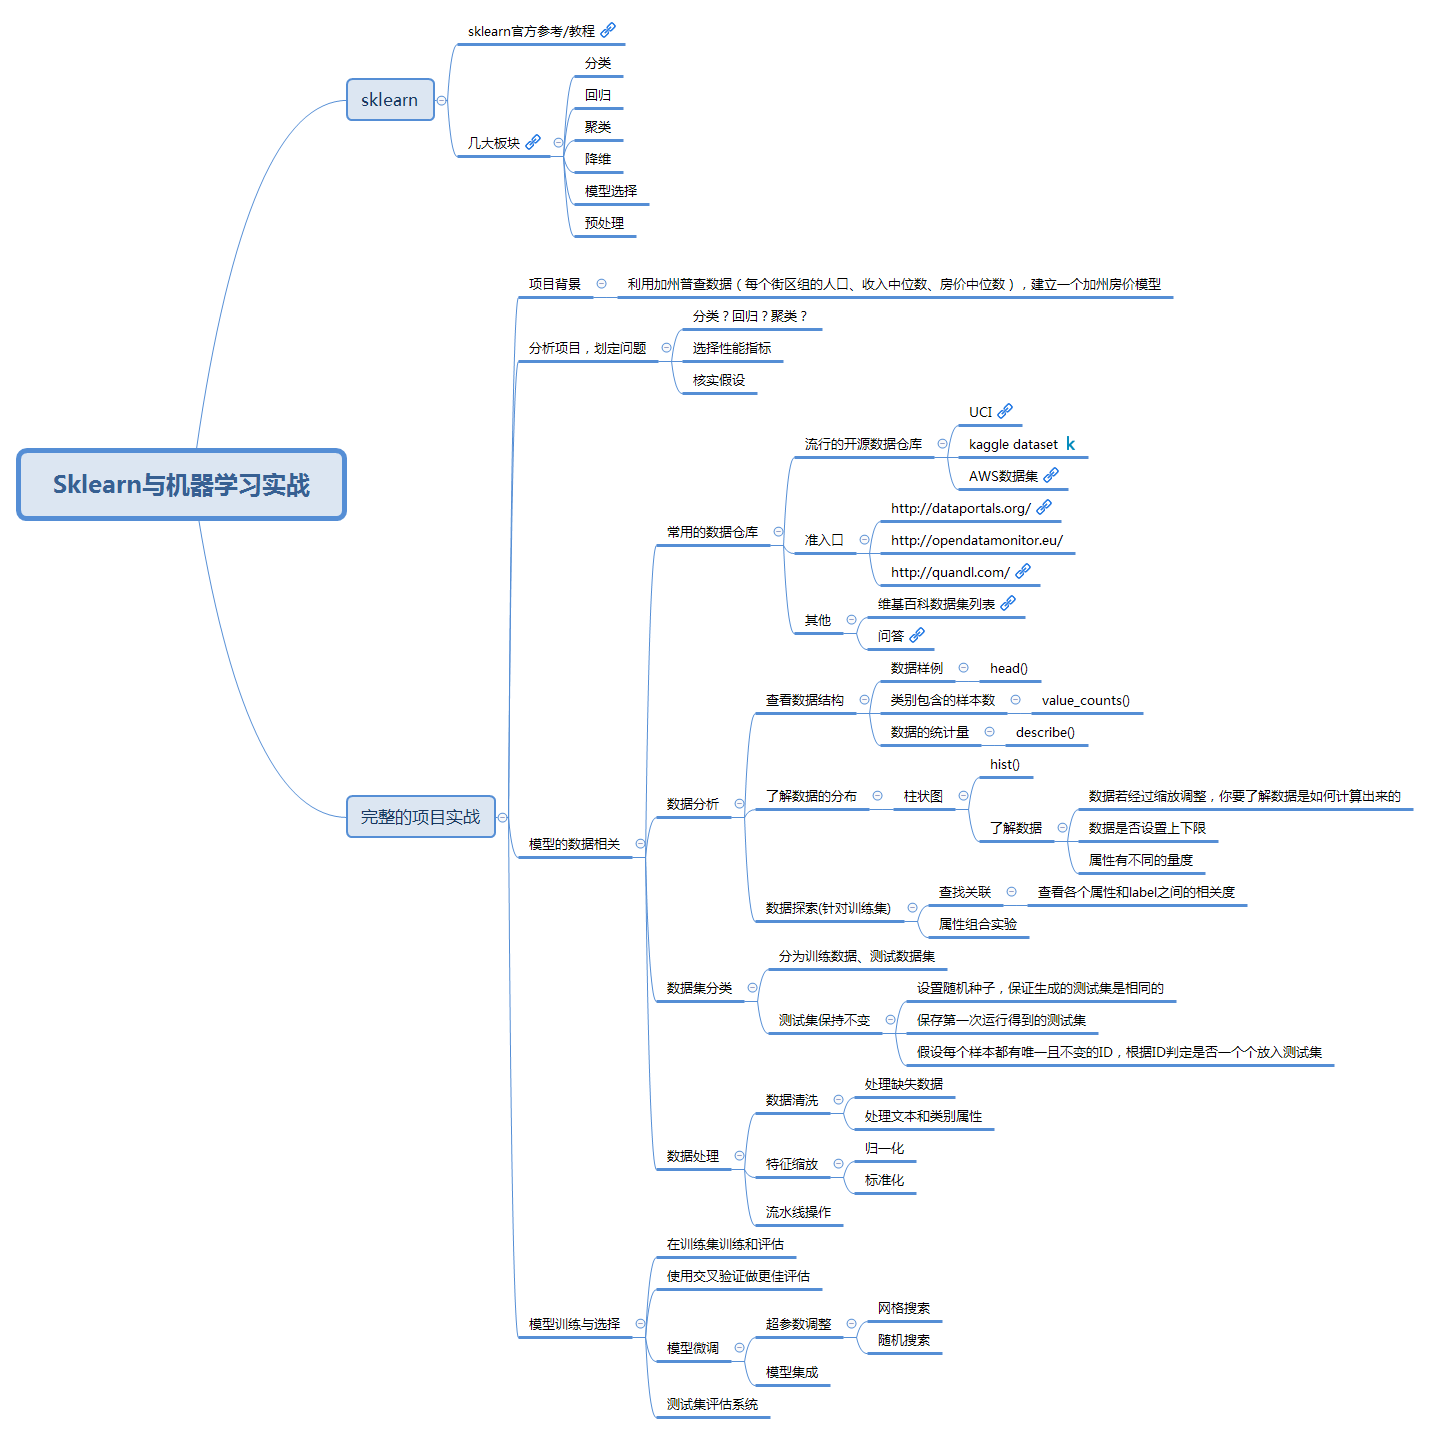 sklearn官方参考/教程
分类
回归
sklearn
聚类
几大板块
降维
模型选择
预处理
项目背景
利用加州普查数据（每个街区组的人口、收入中位数、房价中位数），建立一个加州房价模型
分类？回归？聚类？
分析项目，划定问题
选择性能指标
核实假设
UCI
流行的开源数据仓库
kaggle dataset k
AWS数据集
Sklearn与机器学习实战
http://dataportals.org/
常用的数据仓库
准入口
http://opendatamonitor.eu/
http://quandl.com/
维基百科数据集列表
其他
问答
数据样例
head()
查看数据结构
类别包含的样本数
value_counts()
数据的统计量
describe()
hist()
数据分析
了解数据的分布
柱状图
数据若经过缩放调整，你要了解数据是如何计算出来的
完整的项目实战
了解数据
数据是否设置上下限
模型的数据相关
属性有不同的量度
查找关联
查看各个属性和label之间的相关度
数据探索(针对训练集)
属性组合实验
分为训练数据、测试数据集
数据集分类
设置随机种子，保证生成的测试集是相同的
测试集保持不变
保存第一次运行得到的测试集
假设每个样本都有唯一且不变的ID，根据ID判定是否一个个放入测试集
处理缺失数据
数据清洗
处理文本和类别属性
数据处理
归一化
特征缩放
标准化
流水线操作
在训练集训练和评估
使用交叉验证做更佳评估
网格搜索
模型训练与选择
超参数调整
随机搜索
模型微调
模型集成
测试集评估系统